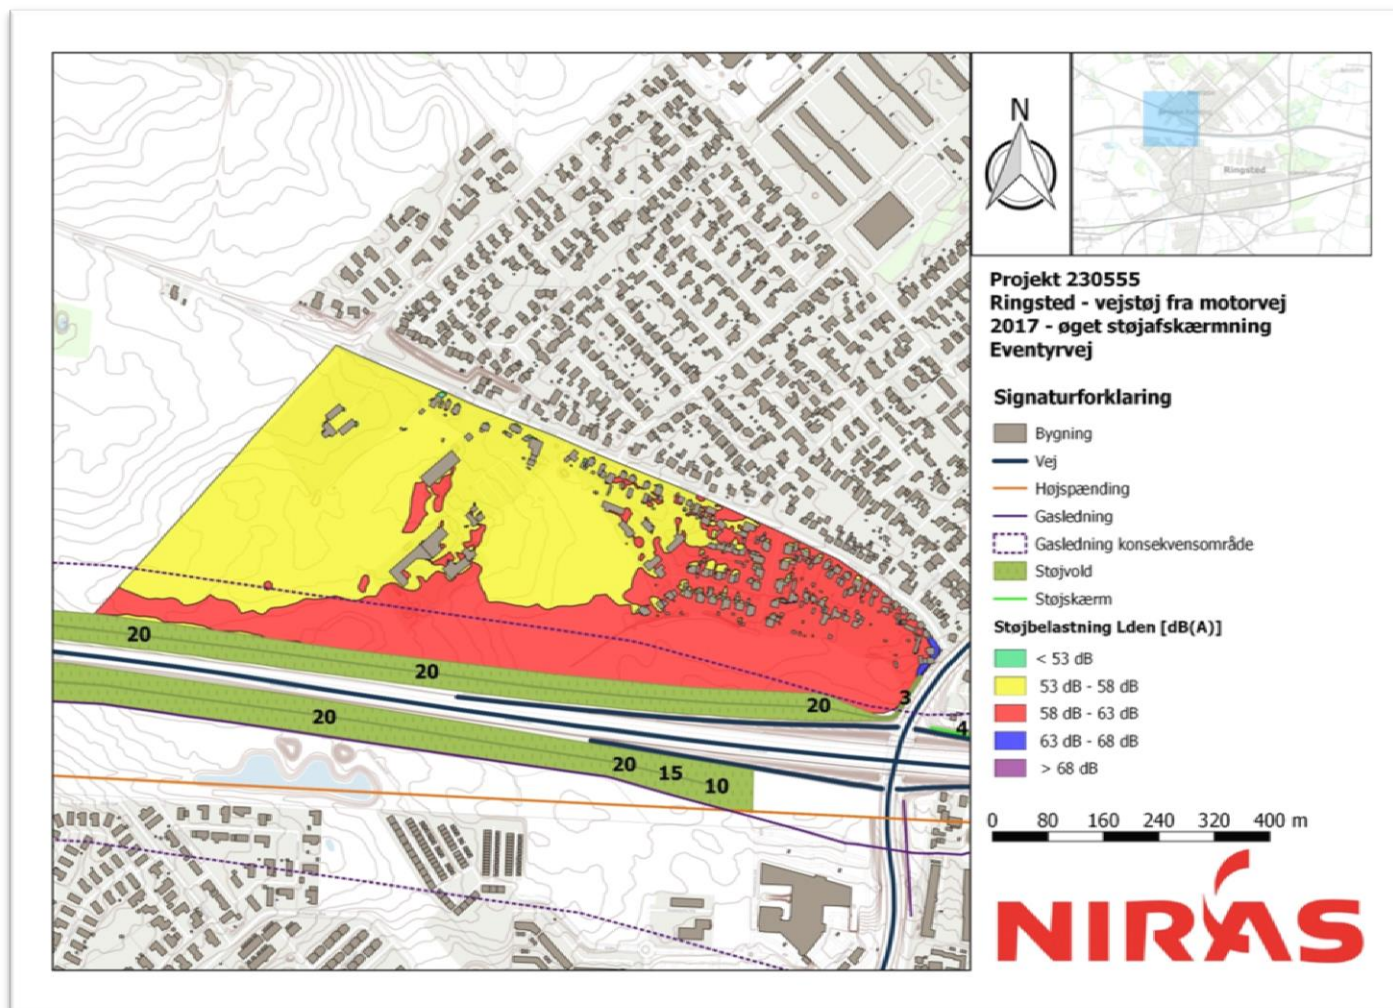 N
Ringsted
Projekt 230555
Ringsted - vejstøj fra motorvej
2017 - øget støjafskærmning
Eventyrvej
Signaturforklaring
Bygning
Vej
Højspænding
Gasledning
Gasledning konsekvensområde
Støjvold
Støjskærm
Støjbelastning Lden [dB(A)]
< 53 dB
53 dB - 58 dB
58 dB - 63 dB
63 dB - 68 dB
> 68 dB
0 80 160 240 320 400 m
NIRAS
20
20
20
3
4
20
20
15
10